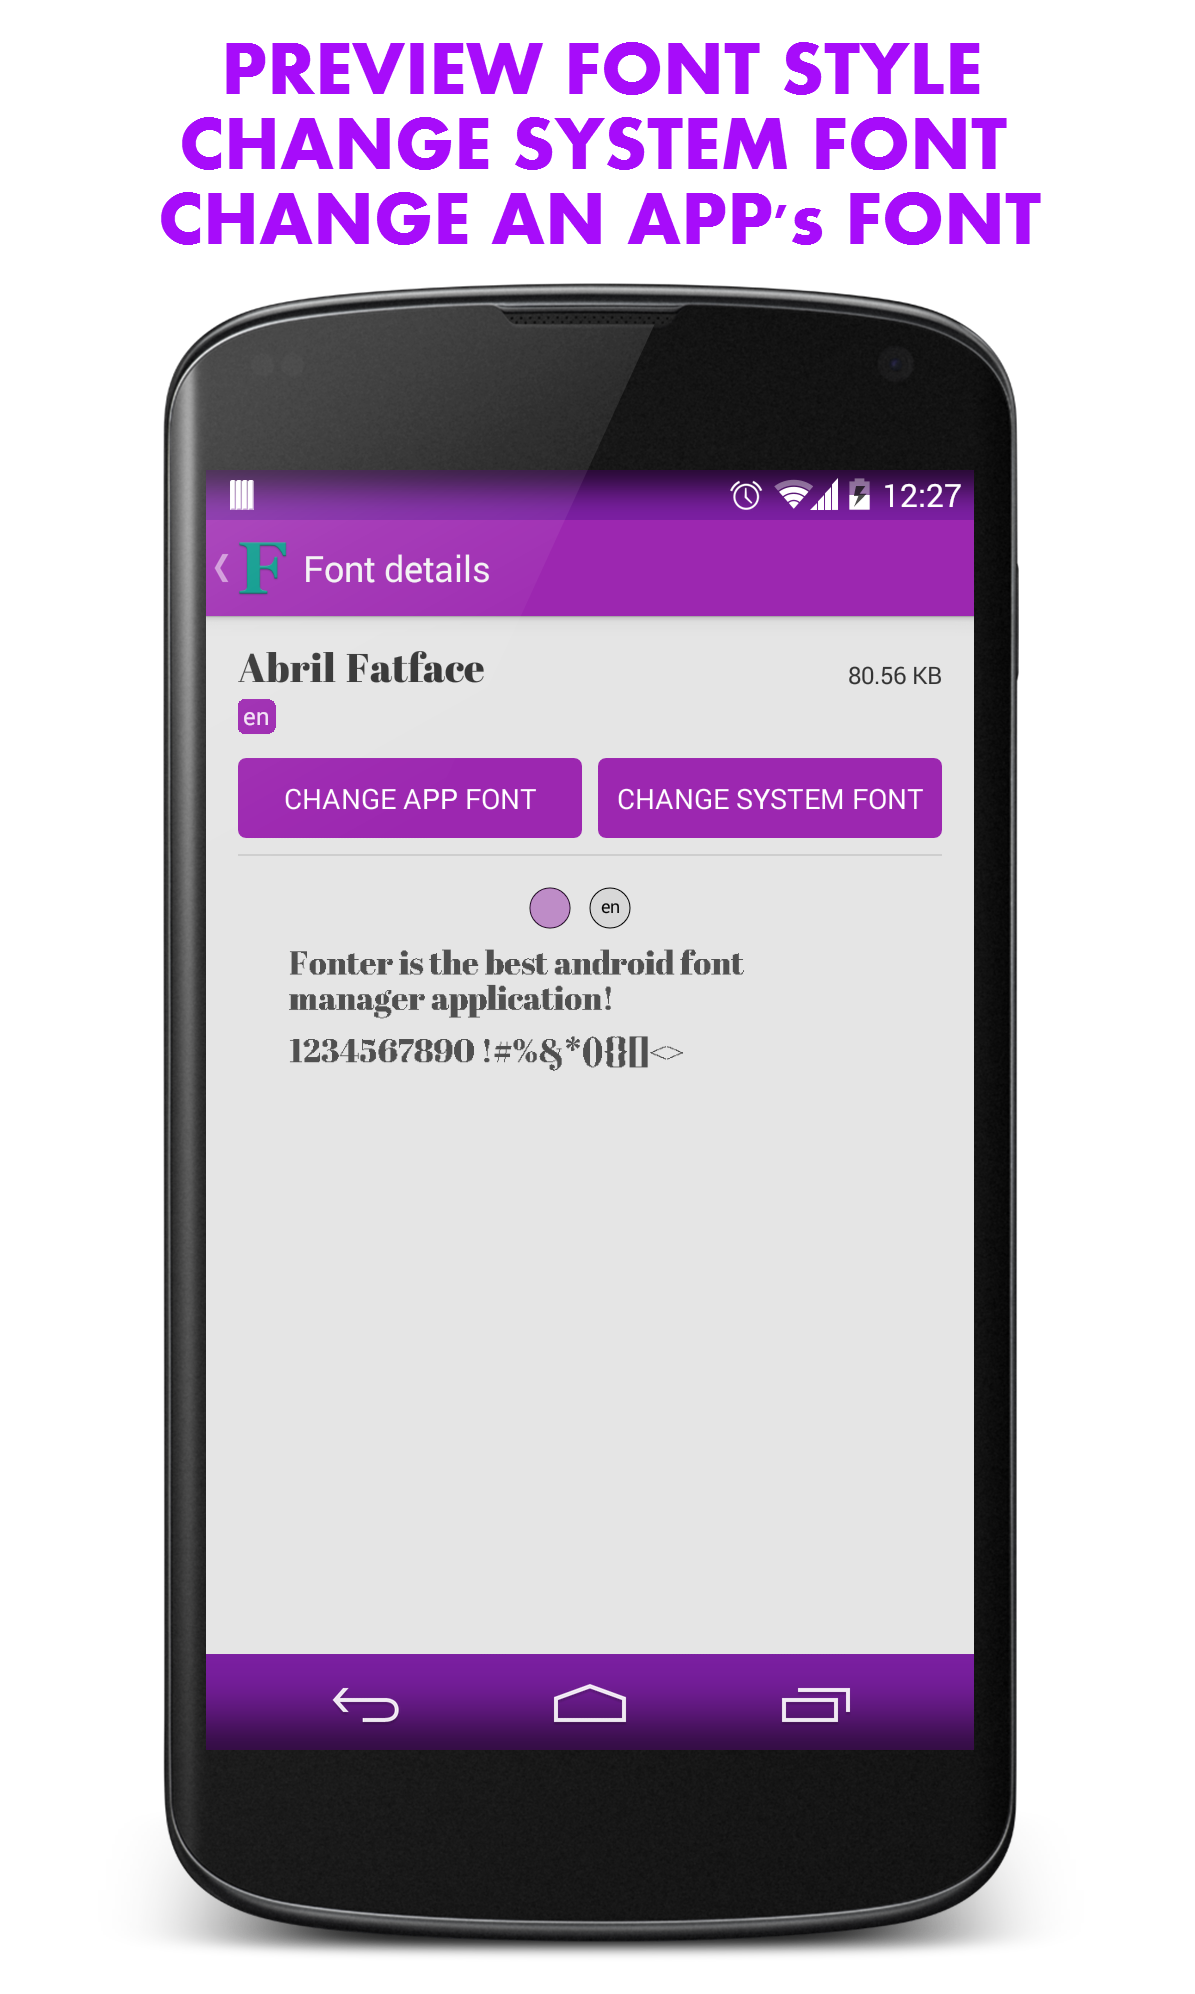 PREVIEW FONT STYLE
CHANGE SYSTEM FONT
CHANGE AN APP's FONT
12:27
F Font details
Abril Fatface 80.56 KB
en
CHANGE APP FONT CHANGE SYSTEM FONT
en
Fonter is the best android font
manager application!
1234567890 !#%&*(){}[]<>